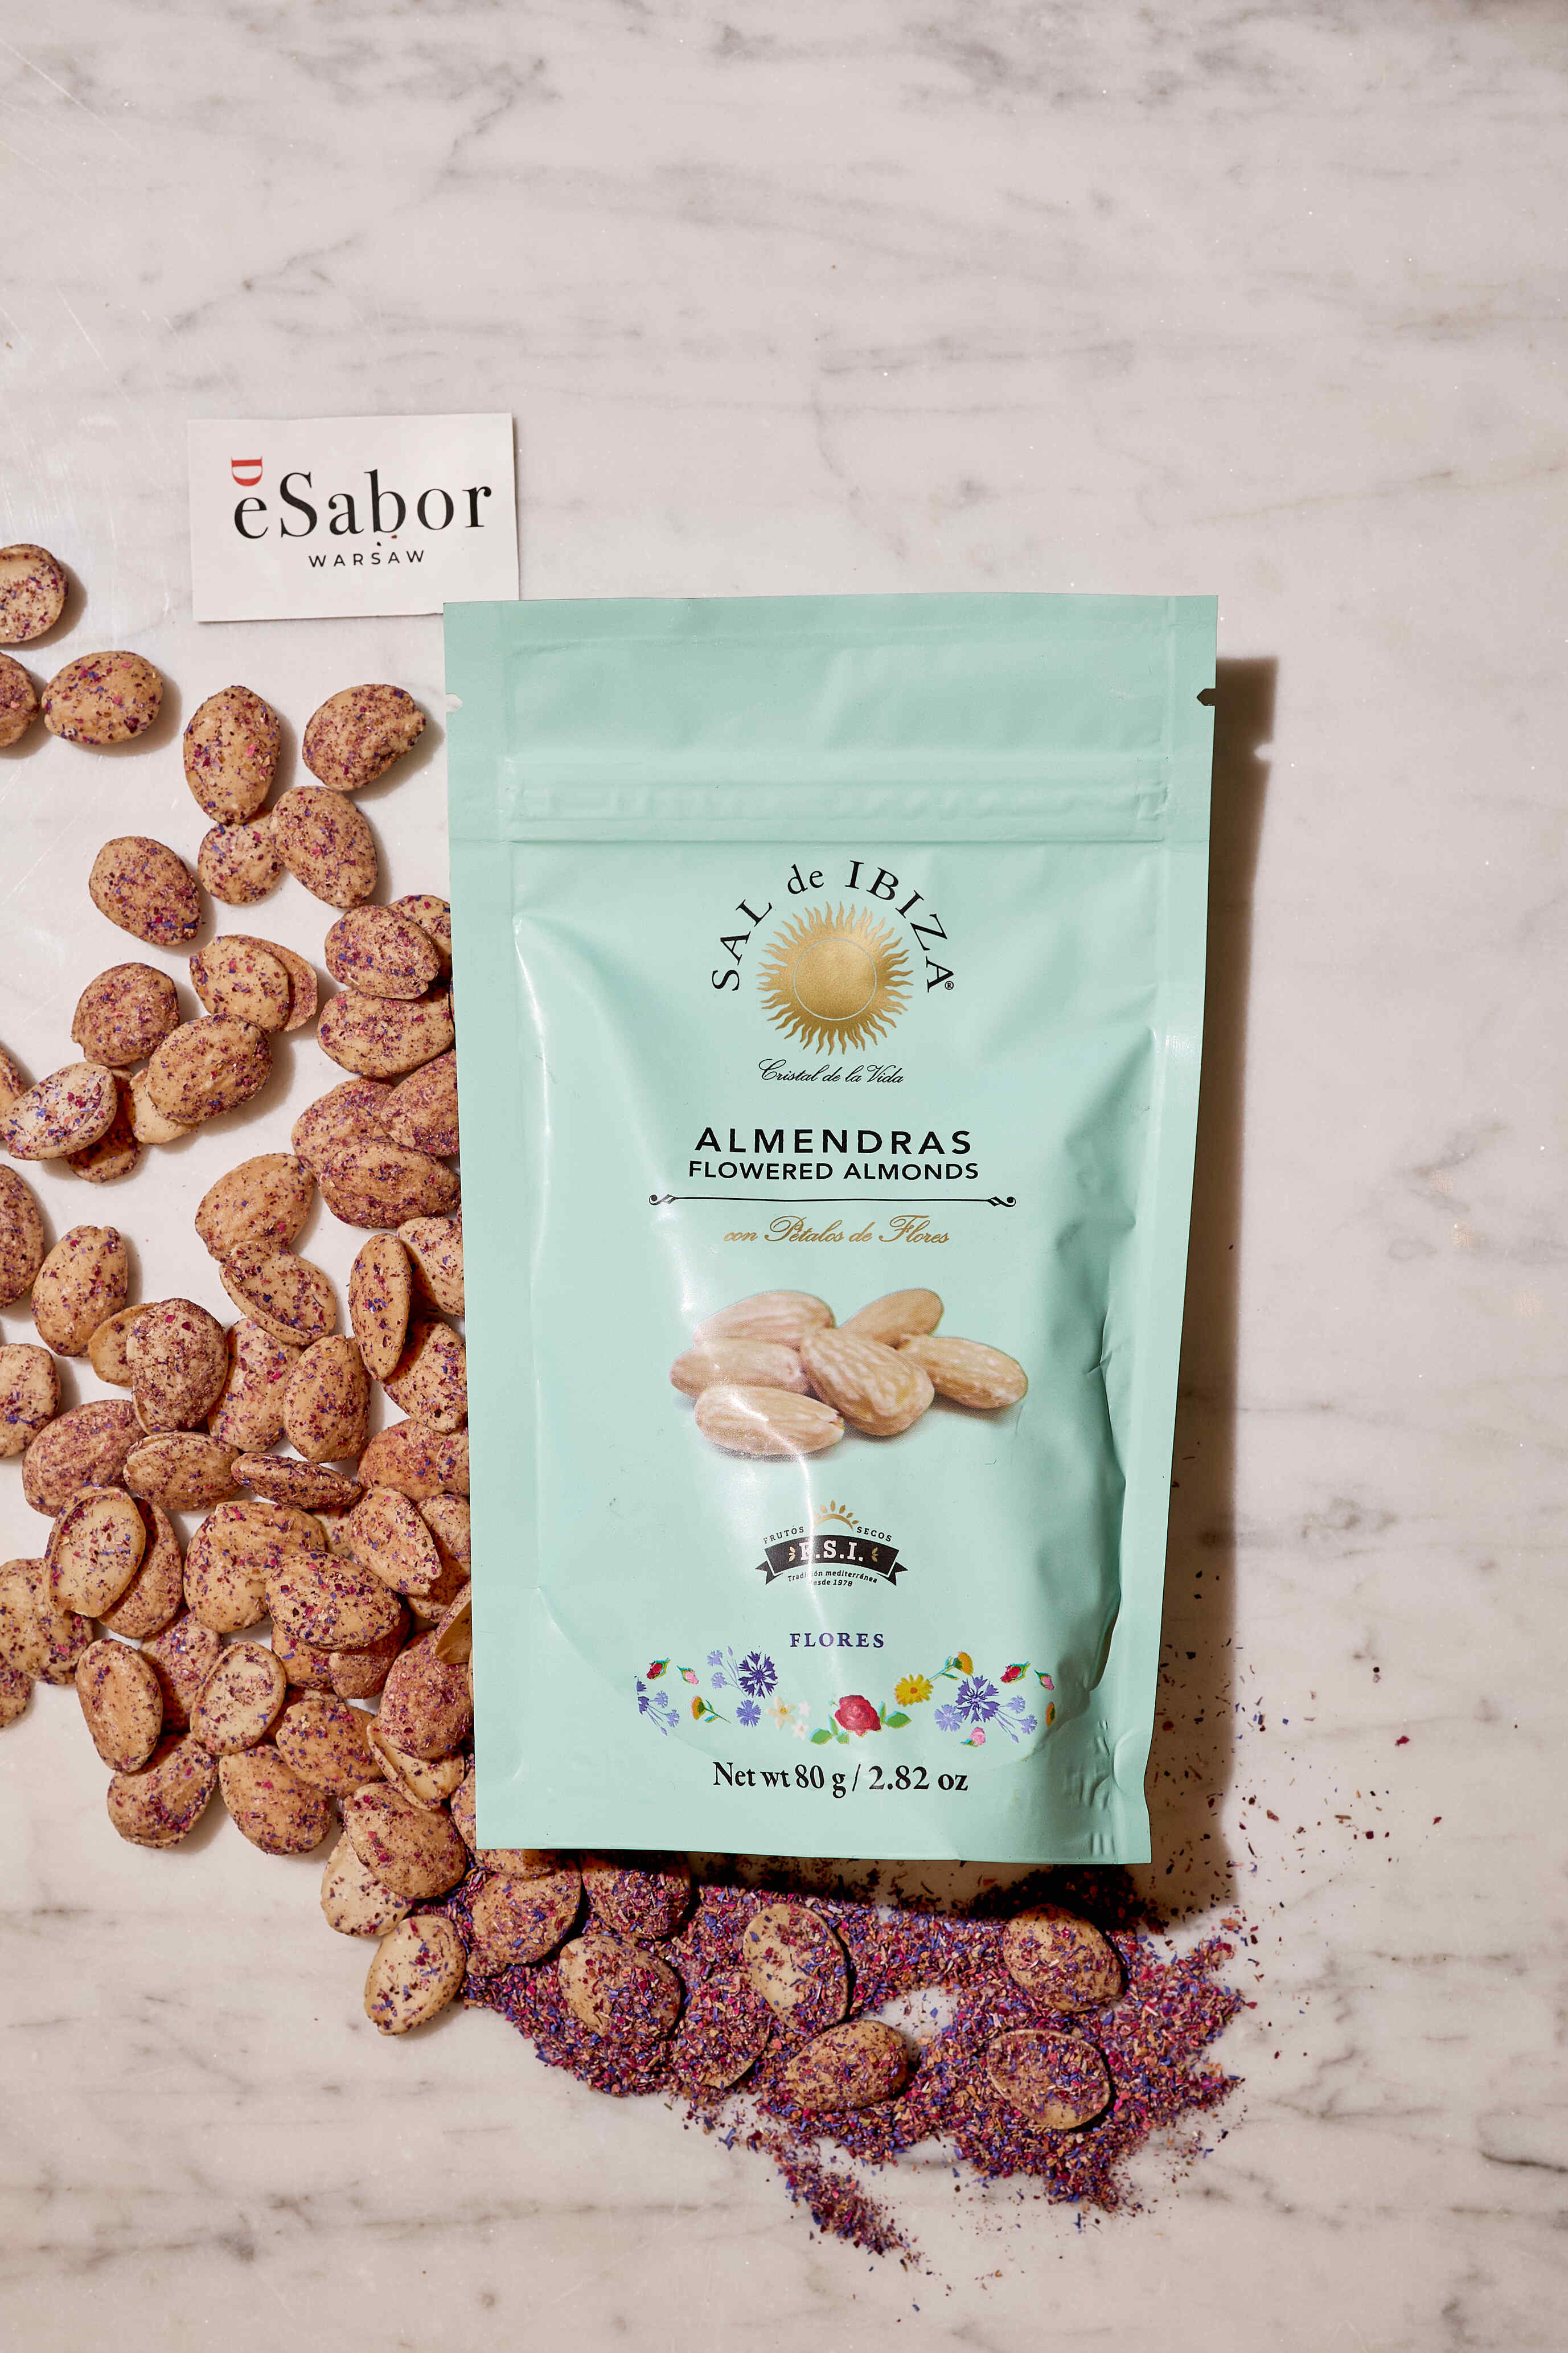 DeSabor
WARSAW
SAL de IBIZA®
Cristal de la Vida
ALMENDRAS
FLOWERED ALMONDS
con Pétalos de Flores
FRUTOS SECOS
F.S.I.
Tradición mediterránea
desde 1978
FLORES
Net wt 80 g / 2.82 oz